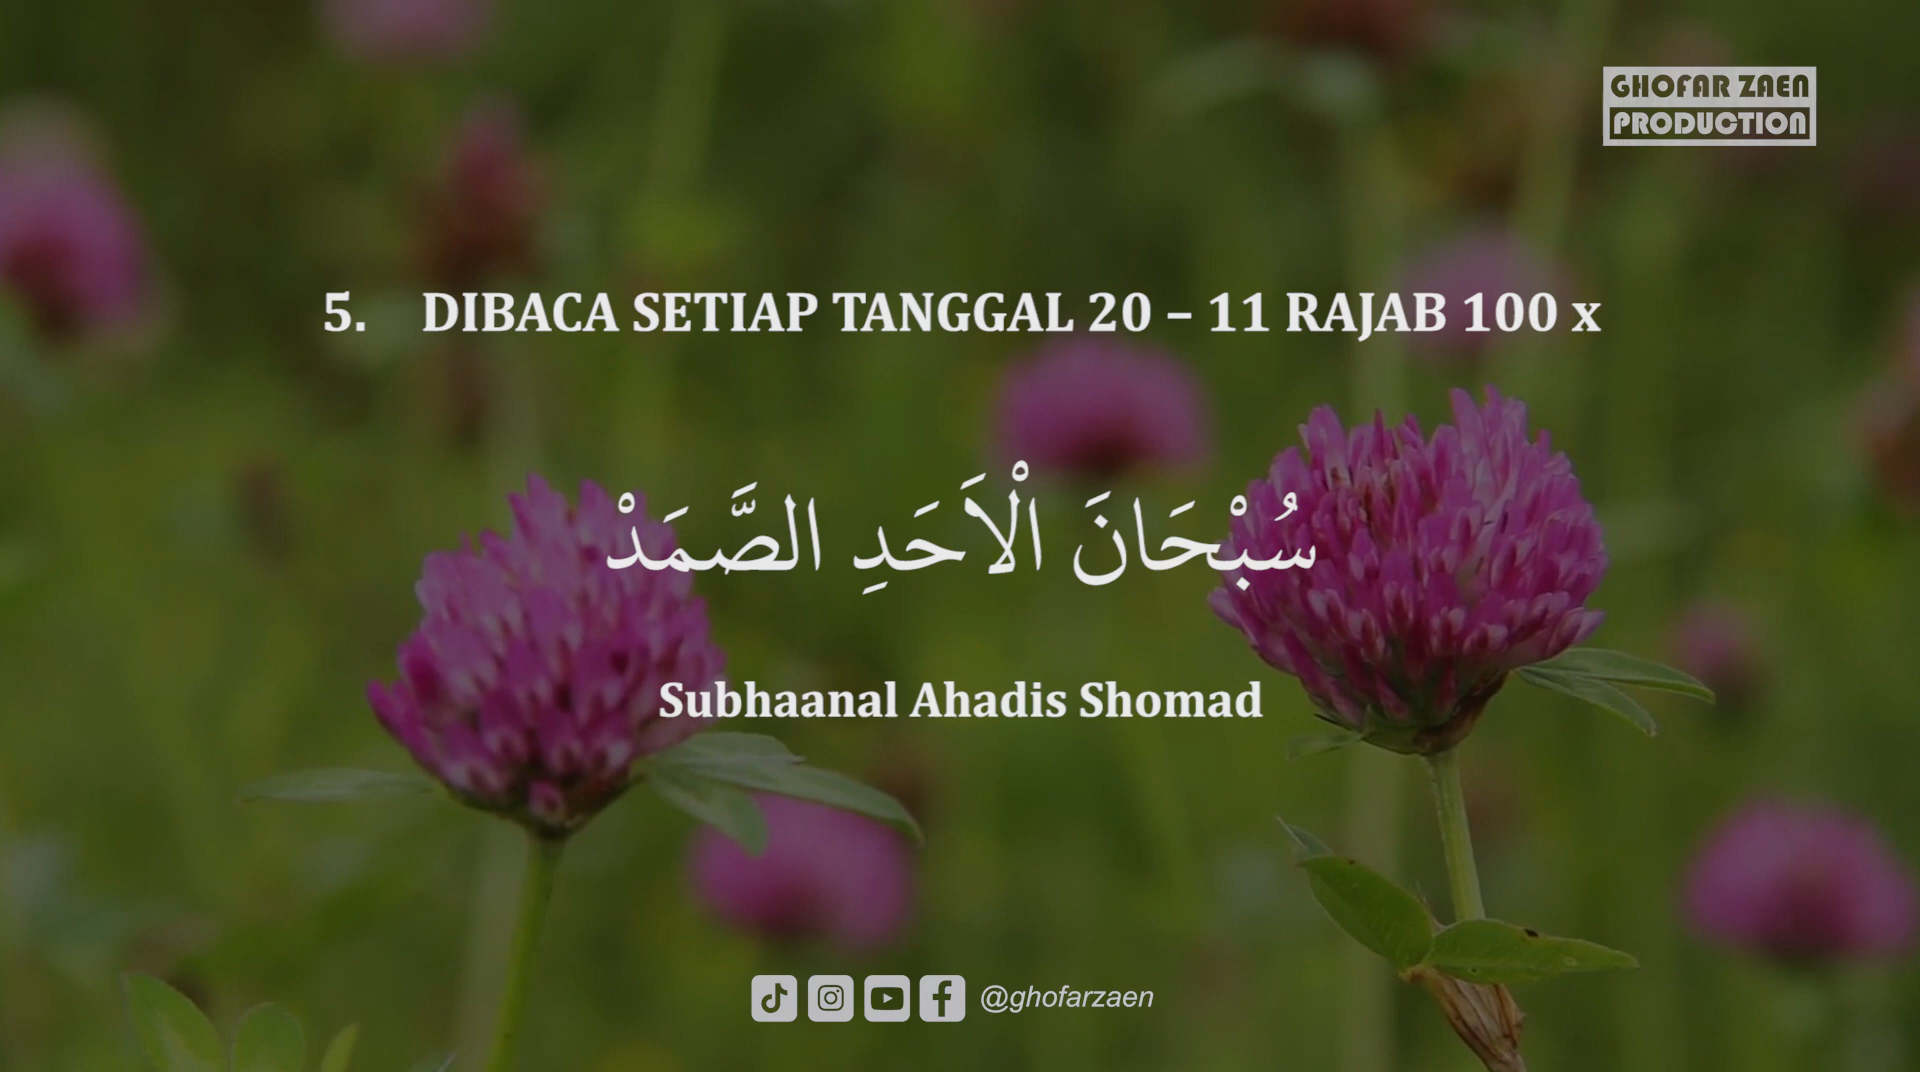 GHOFAR ZAEN
PRODUCTION
5. DIBACA SETIAP TANGGAL 20 – 11 RAJAB 100 x
سُبْحَانَ الْاَحَدِ الصَّمَدْ
Subhaanal Ahadis Shomad
@ghofarzaen